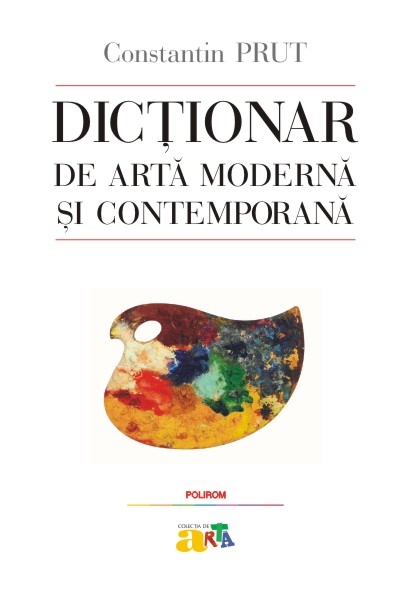 Constantin PRUT
DICȚIONAR
DE ARTĂ MODERNĂ
ȘI CONTEMPORANĂ
POLIROM
COLECȚIA DE
aRTA